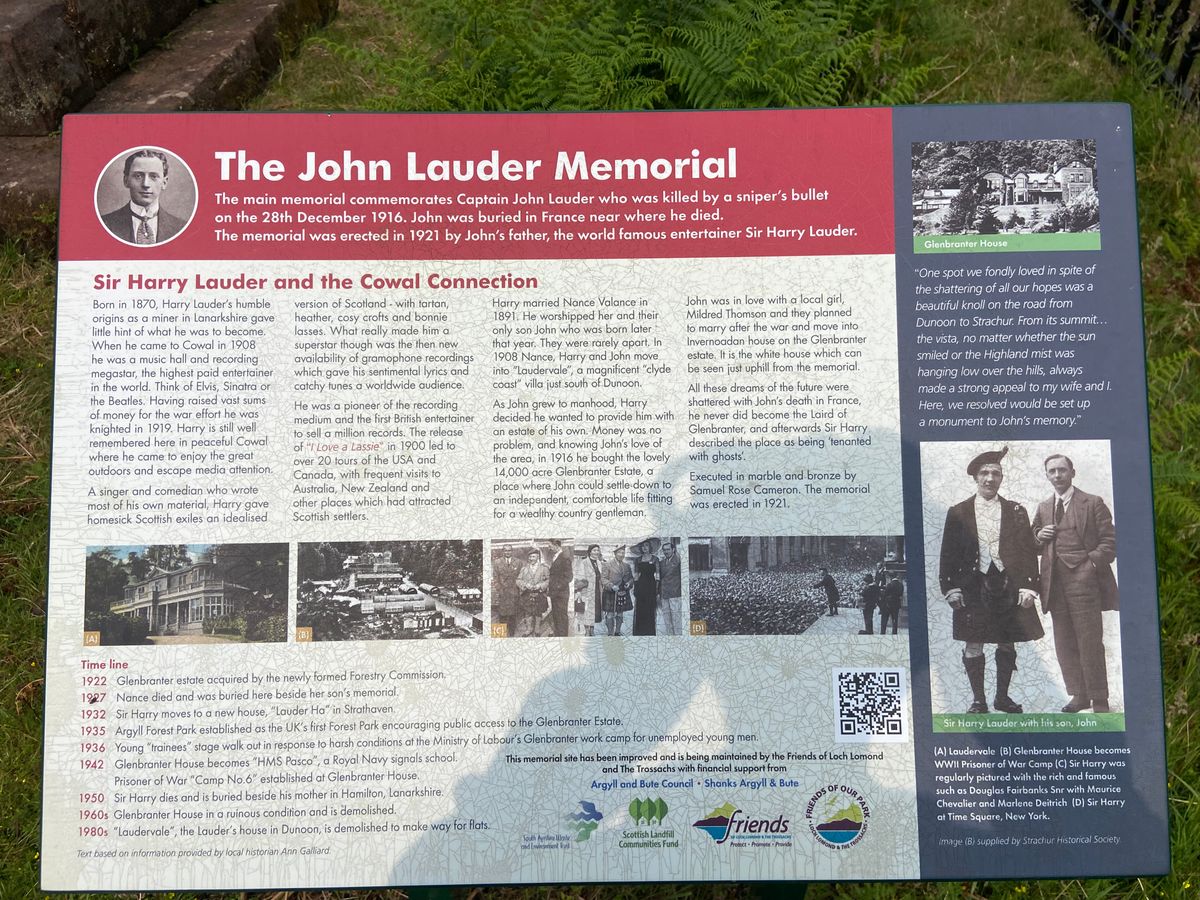 The John Lauder Memorial
The main memorial commemorates Captain John Lauder who was killed by a sniper's bullet
on the 28th December 1916. John was buried in France near where he died.
The memorial was erected in 1921 by John's father, the world famous entertainer Sir Harry Lauder.
Sir Harry Lauder and the Cowal Connection
Born in 1870, Harry Lauder's humble
origins as a miner in Lanarkshire gave
little hint of what he was to become.
When he came to Cowal in 1908
he was a music hall and recording
megastar, the highest paid entertainer
in the world. Think of Elvis, Sinatra or
the Beatles. Having raised vast sums
of money for the war effort he was
knighted in 1919. Harry is still well
remembered here in peaceful Cowal
where he came to enjoy the great
outdoors and escape media attention.
A singer and comedian who wrote
most of his own material, Harry gave
homesick Scottish exiles an idealised
version of Scotland - with tartan,
heather, cosy crofts and bonnie
lasses. What really made him a
superstar though was the then new
availability of gramophone recordings
which gave his sentimental lyrics and
catchy tunes a worldwide audience.
He was a pioneer of the recording
medium and the first British entertainer
to sell a million records. The release
of "I Love a Lassie" in 1900 led to
over 20 tours of the USA and
Canada, with frequent visits to
Australia, New Zealand and
other places which had attracted
Scottish settlers.
Harry married Nance Valance in
1891. He worshipped her and their
only son John who was born later
that year. They were rarely apart. In
1908 Nance, Harry and John move
into "Laudervale", a magnificent "clyde
coast" villa just south of Dunoon.
As John grew to manhood, Harry
decided he wanted to provide him with
an estate of his own. Money was no
problem, and knowing John's love of
the area, in 1916 he bought the lovely
14,000 acre Glenbranter Estate, a
place where John could settle-down to
an independent, comfortable life fitting
for a wealthy country gentleman.
John was in love with a local girl,
Mildred Thomson and they planned
to marry after the war and move into
Invernoadan house on the Glenbranter
estate. It is the white house which can
be seen just uphill from the memorial.
All these dreams of the future were
shattered with John's death in France,
he never did become the Laird of
Glenbranter, and afterwards Sir Harry
described the place as being 'tenanted
with ghosts'.
Executed in marble and bronze by
Samuel Rose Cameron. The memorial
was erected in 1921.
(A)
(B)
(C)
(D)
Time line
1922 Glenbranter estate acquired by the newly formed Forestry Commission.
1927 Nance died and was buried here beside her son's memorial.
1932 Sir Harry moves to a new house, "Lauder Ha" in Strathaven.
1935 Argyll Forest Park established as the UK's first Forest Park encouraging public access to the Glenbranter Estate.
1936 Young "trainees" stage walk out in response to harsh conditions at the Ministry of Labour's Glenbranter work camp for unemployed young men.
1942 Glenbranter House becomes "HMS Pasco", a Royal Navy signals school.
Prisoner of War "Camp No.6" established at Glenbranter House.
1950 Sir Harry dies and is buried beside his mother in Hamilton, Lanarkshire.
1960s Glenbranter House in a ruinous condition and is demolished.
1980s "Laudervale", the Lauder's house in Dunoon, is demolished to make way for flats.
Text based on information provided by local historian Ann Galliard.
This memorial site has been improved and is being maintained by the Friends of Loch Lomond
and The Trossachs with financial support from
Argyll and Bute Council • Shanks Argyll & Bute
Scottish Landfill
Communities Fund
friends
OF LOCH LOMOND & THE TROSSACHS
Protect • Promote • Provide
FRIENDS OF OUR PARK
LOCH LOMOND & THE TROSSACHS
Glenbranter House
"One spot we fondly loved in spite of
the shattering of all our hopes was a
beautiful knoll on the road from
Dunoon to Strachur. From its summit...
the vista, no matter whether the sun
smiled or the Highland mist was
hanging low over the hills, always
made a strong appeal to my wife and I.
Here, we resolved would be set up
a monument to John's memory."
Sir Harry Lauder with his son, John
(A) Laudervale (B) Glenbranter House becomes
WWII Prisoner of War Camp (C) Sir Harry was
regularly pictured with the rich and famous
such as Douglas Fairbanks Snr with Maurice
Chevalier and Marlene Deitrich (D) Sir Harry
at Time Square, New York.
Image (B) supplied by Strachur Historical Society.